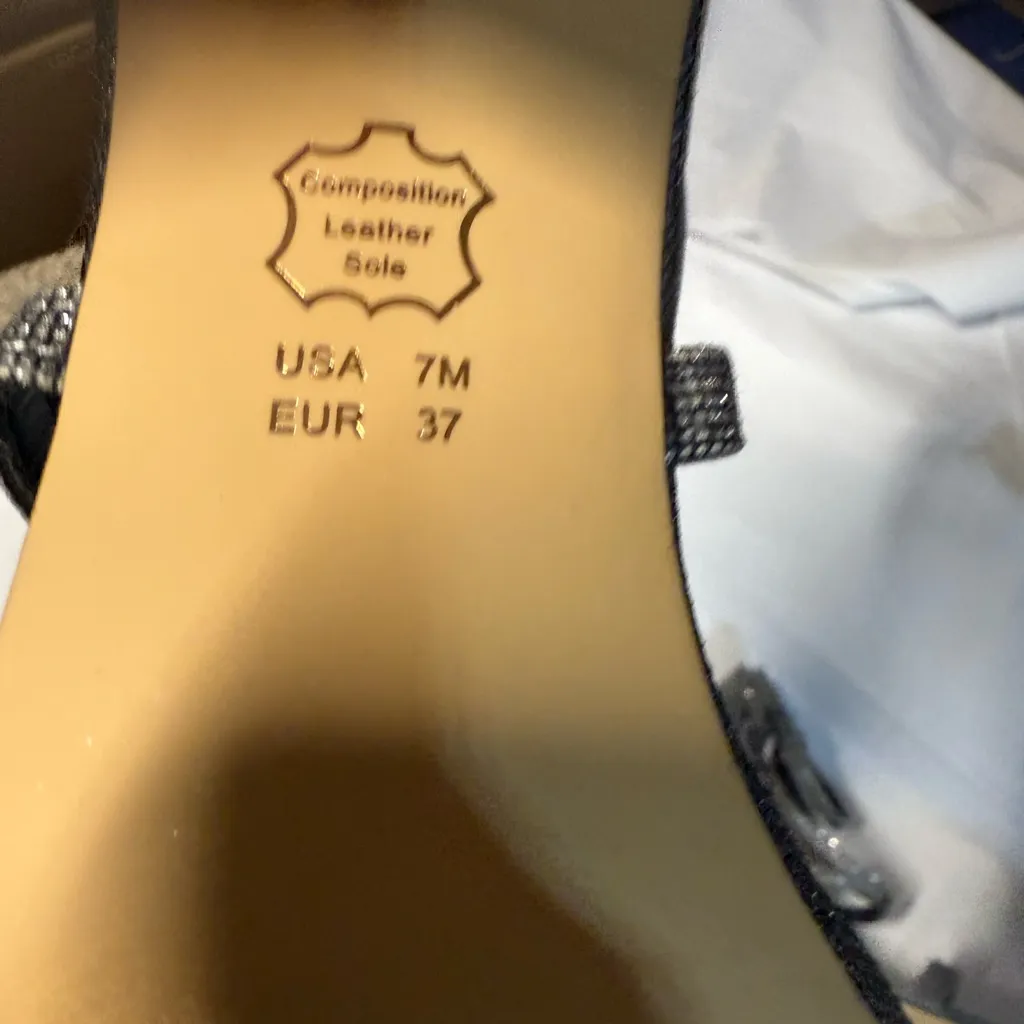 Composition
Leather
Sole
USA 7M
EUR 37